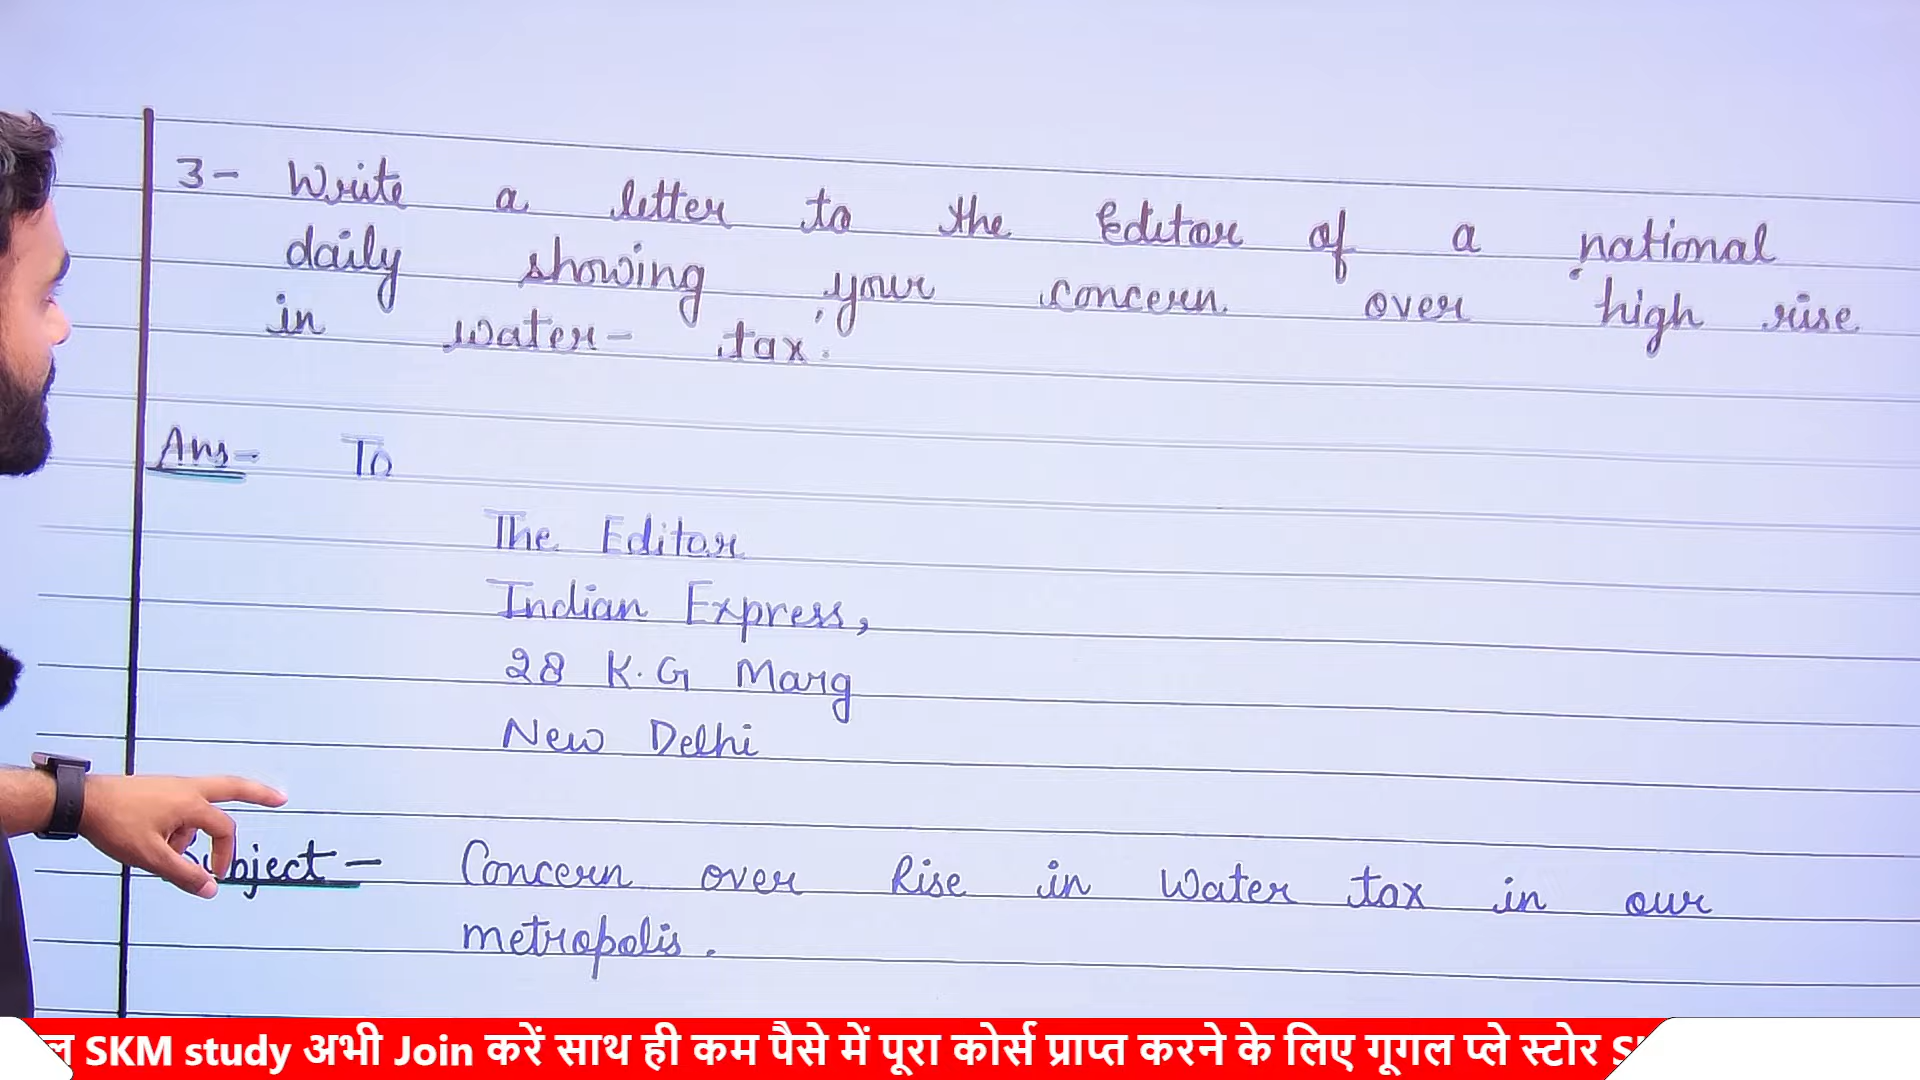 3- Write a letter to the Editor of a national
daily showing your concern over 'high rise
in water- tax'.
Ans- To
The Editor
Indian Express,
28 K.G Marg
New Delhi
Subject- Concern over Rise in Water tax in our
metropolis.
SKM study अभी Join करें साथ ही कम पैसे में पूरा कोर्स प्राप्त करने के लिए गूगल प्ले स्टोर